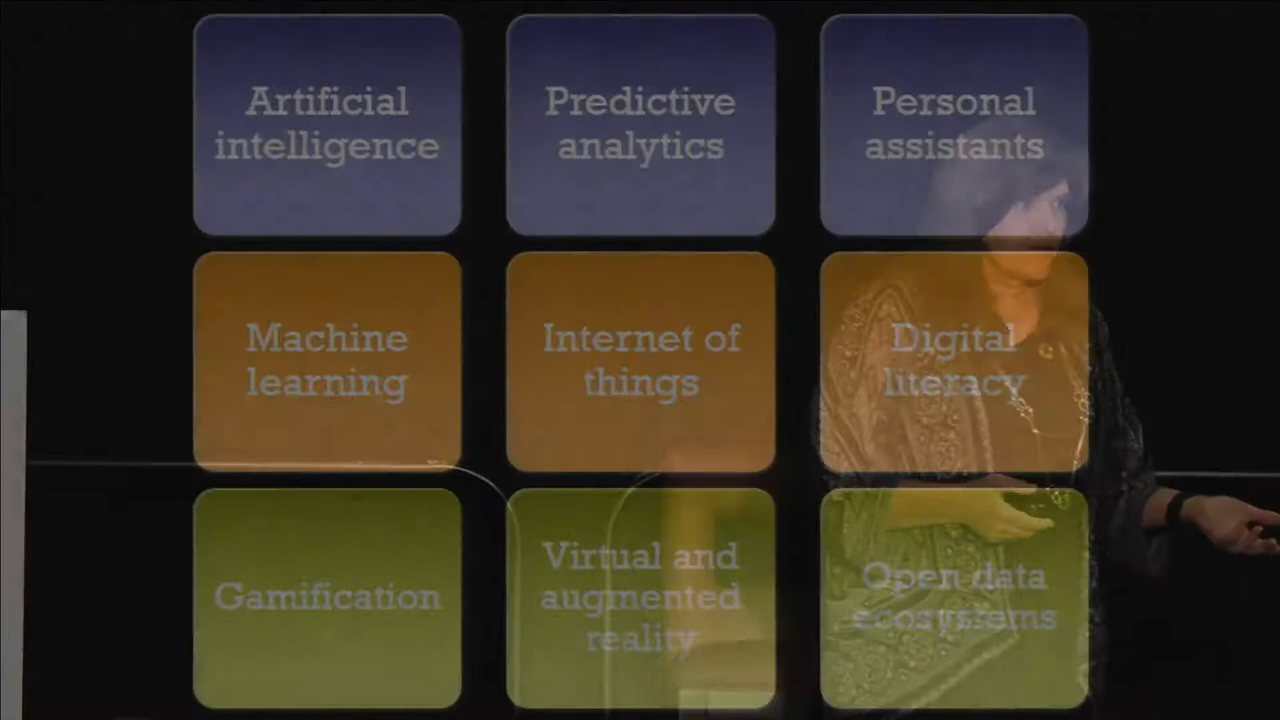 Artificial
intelligence
Predictive
analytics
Personal
assistants
Machine
learning
Internet of
things
Digital
literacy
Gamification
Virtual and
augmented
reality
Open data
ecosystems